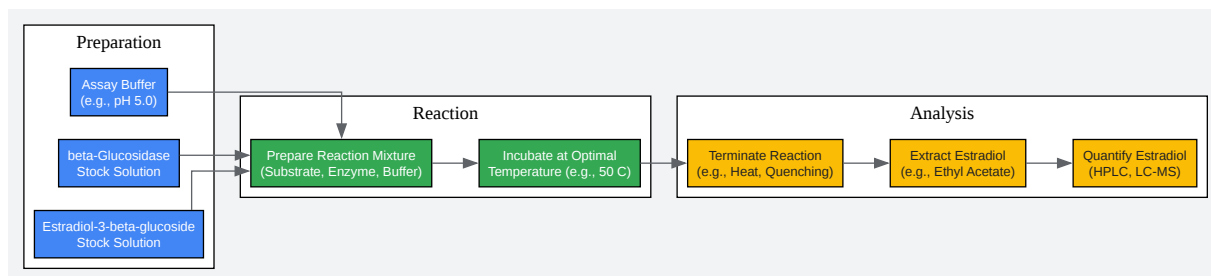 Preparation
Assay Buffer
(e.g., pH 5.0)
beta-Glucosidase
Stock Solution
Estradiol-3-beta-glucoside
Stock Solution
Reaction
Prepare Reaction Mixture
(Substrate, Enzyme, Buffer)
Incubate at Optimal
Temperature (e.g., 50 C)
Analysis
Terminate Reaction
(e.g., Heat, Quenching)
Extract Estradiol
(e.g., Ethyl Acetate)
Quantify Estradiol
(HPLC, LC-MS)